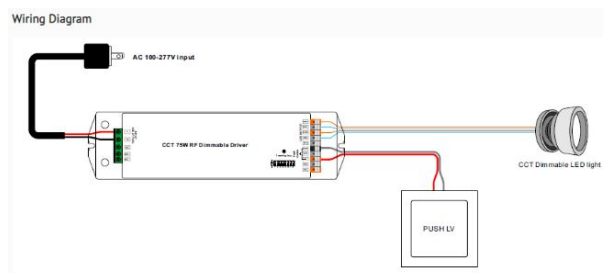 Wiring Diagram
AC 100-277V input
CCT 75W RF Dimmable Driver
CCT Dimmable LED light
PUSH LV